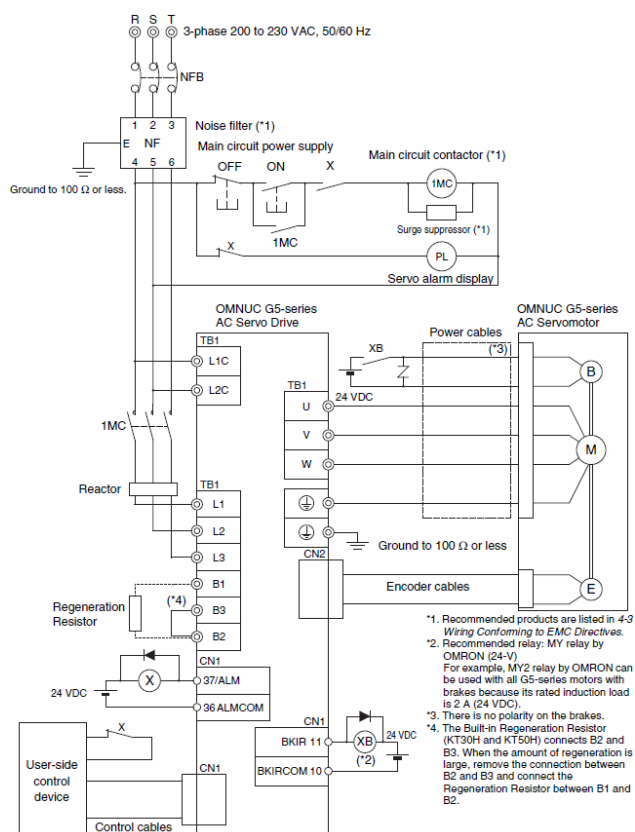 R S T
3-phase 200 to 230 VAC, 50/60 Hz
NFB
1 2 3
Noise filter (*1)
E NF
4 5 6
Main circuit power supply
Ground to 100 Ω or less.
OFF ON X
Main circuit contactor (*1)
1MC
Surge suppressor (*1)
1MC
X
PL
Servo alarm display
OMNUC G5-series
AC Servo Drive
OMNUC G5-series
AC Servomotor
TB1
L1C
L2C
Power cables
(*3)
XB
24 VDC
B
TB1
U
V
W
M
1MC
Reactor
TB1
L1
L2
L3
B1
B3
B2
Ground to 100 Ω or less
CN2
Encoder cables
E
Regeneration
Resistor
(*4)
CN1
37/ALM
36 ALMCOM
X
24 VDC
CN1
BKIR 11
BKIRCOM 10
XB
(*2)
24 VDC
X
User-side
control
device
CN1
Control cables
*1. Recommended products are listed in 4-3
Wiring Conforming to EMC Directives.
*2. Recommended relay: MY relay by
OMRON (24-V)
For example, MY2 relay by OMRON can
be used with all G5-series motors with
brakes because its rated induction load
is 2 A (24 VDC).
*3. There is no polarity on the brakes.
*4. The Built-in Regeneration Resistor
(KT30H and KT50H) connects B2 and
B3. When the amount of regeneration is
large, remove the connection between
B2 and B3 and connect the
Regeneration Resistor between B1 and
B2.